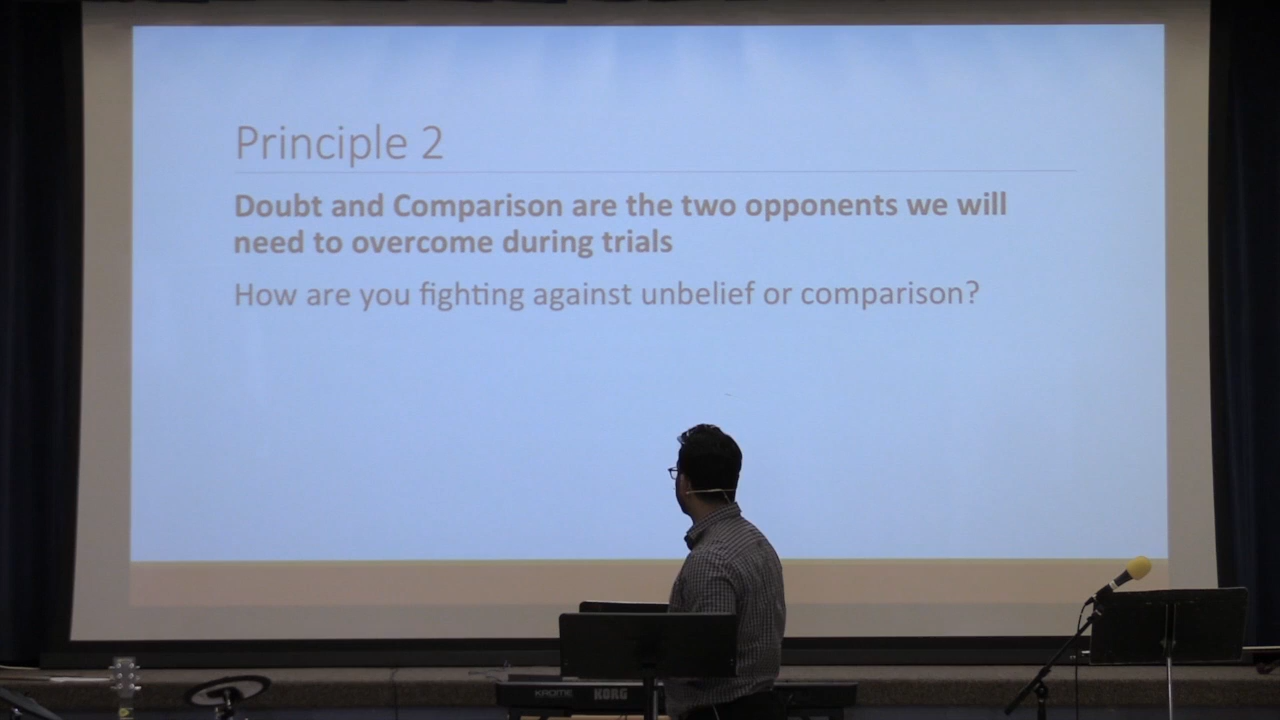 Principle 2
Doubt and Comparison are the two opponents we will
need to overcome during trials
How are you fighting against unbelief or comparison?
KROME KORG